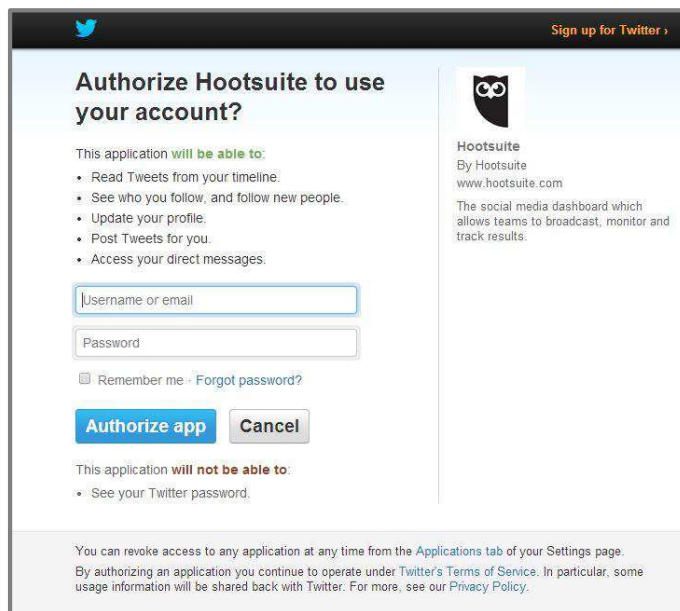 Sign up for Twitter ›
Authorize Hootsuite to use
your account?
This application will be able to:
• Read Tweets from your timeline.
• See who you follow, and follow new people.
• Update your profile.
• Post Tweets for you.
• Access your direct messages.
Username or email
Password
Remember me · Forgot password?
Authorize app
Cancel
This application will not be able to:
• See your Twitter password.
Hootsuite
By Hootsuite
www.hootsuite.com
The social media dashboard which
allows teams to broadcast, monitor and
track results.
You can revoke access to any application at any time from the Applications tab of your Settings page.
By authorizing an application you continue to operate under Twitter's Terms of Service. In particular, some
usage information will be shared back with Twitter. For more, see our Privacy Policy.